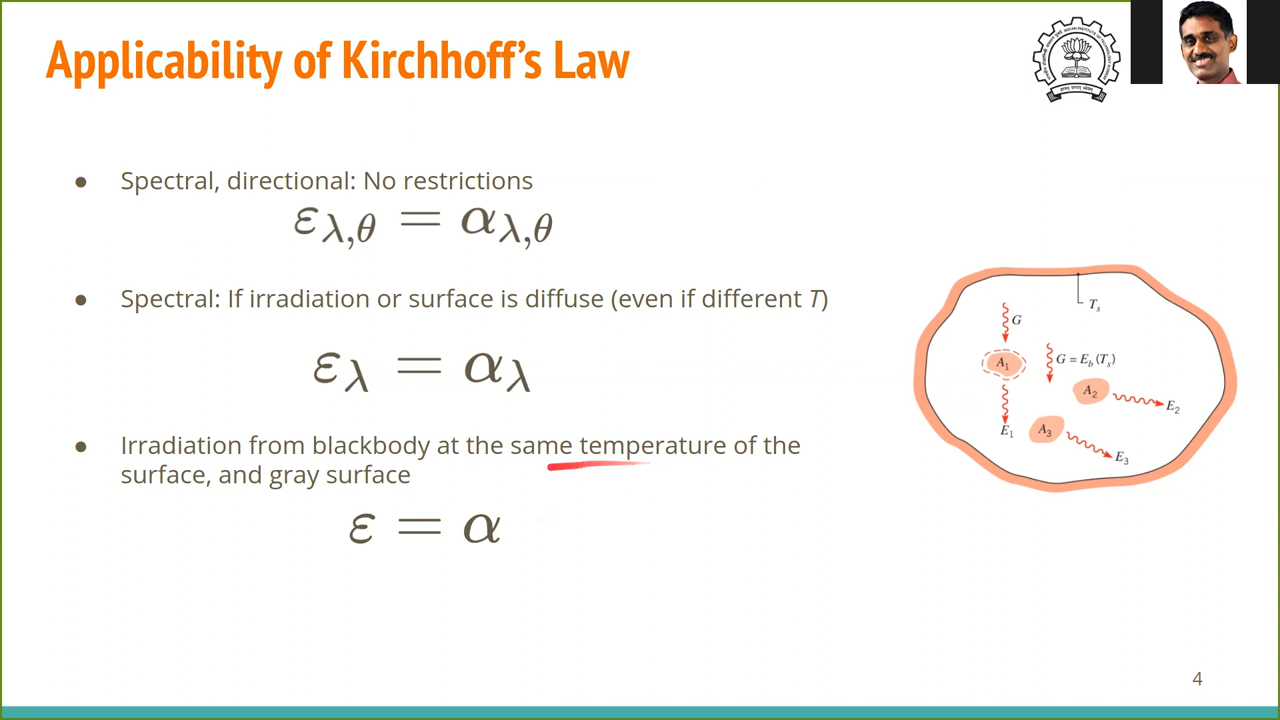 Applicability of Kirchhoff's Law
● Spectral, directional: No restrictions
ε_λ,θ = α_λ,θ
● Spectral: If irradiation or surface is diffuse (even if different T)
ε_λ = α_λ
● Irradiation from blackbody at the same temperature of the
surface, and gray surface
ε = α
T_s
G
A_1
G = E_b(T_s)
A_2
E_2
E_1
A_3
E_3
4